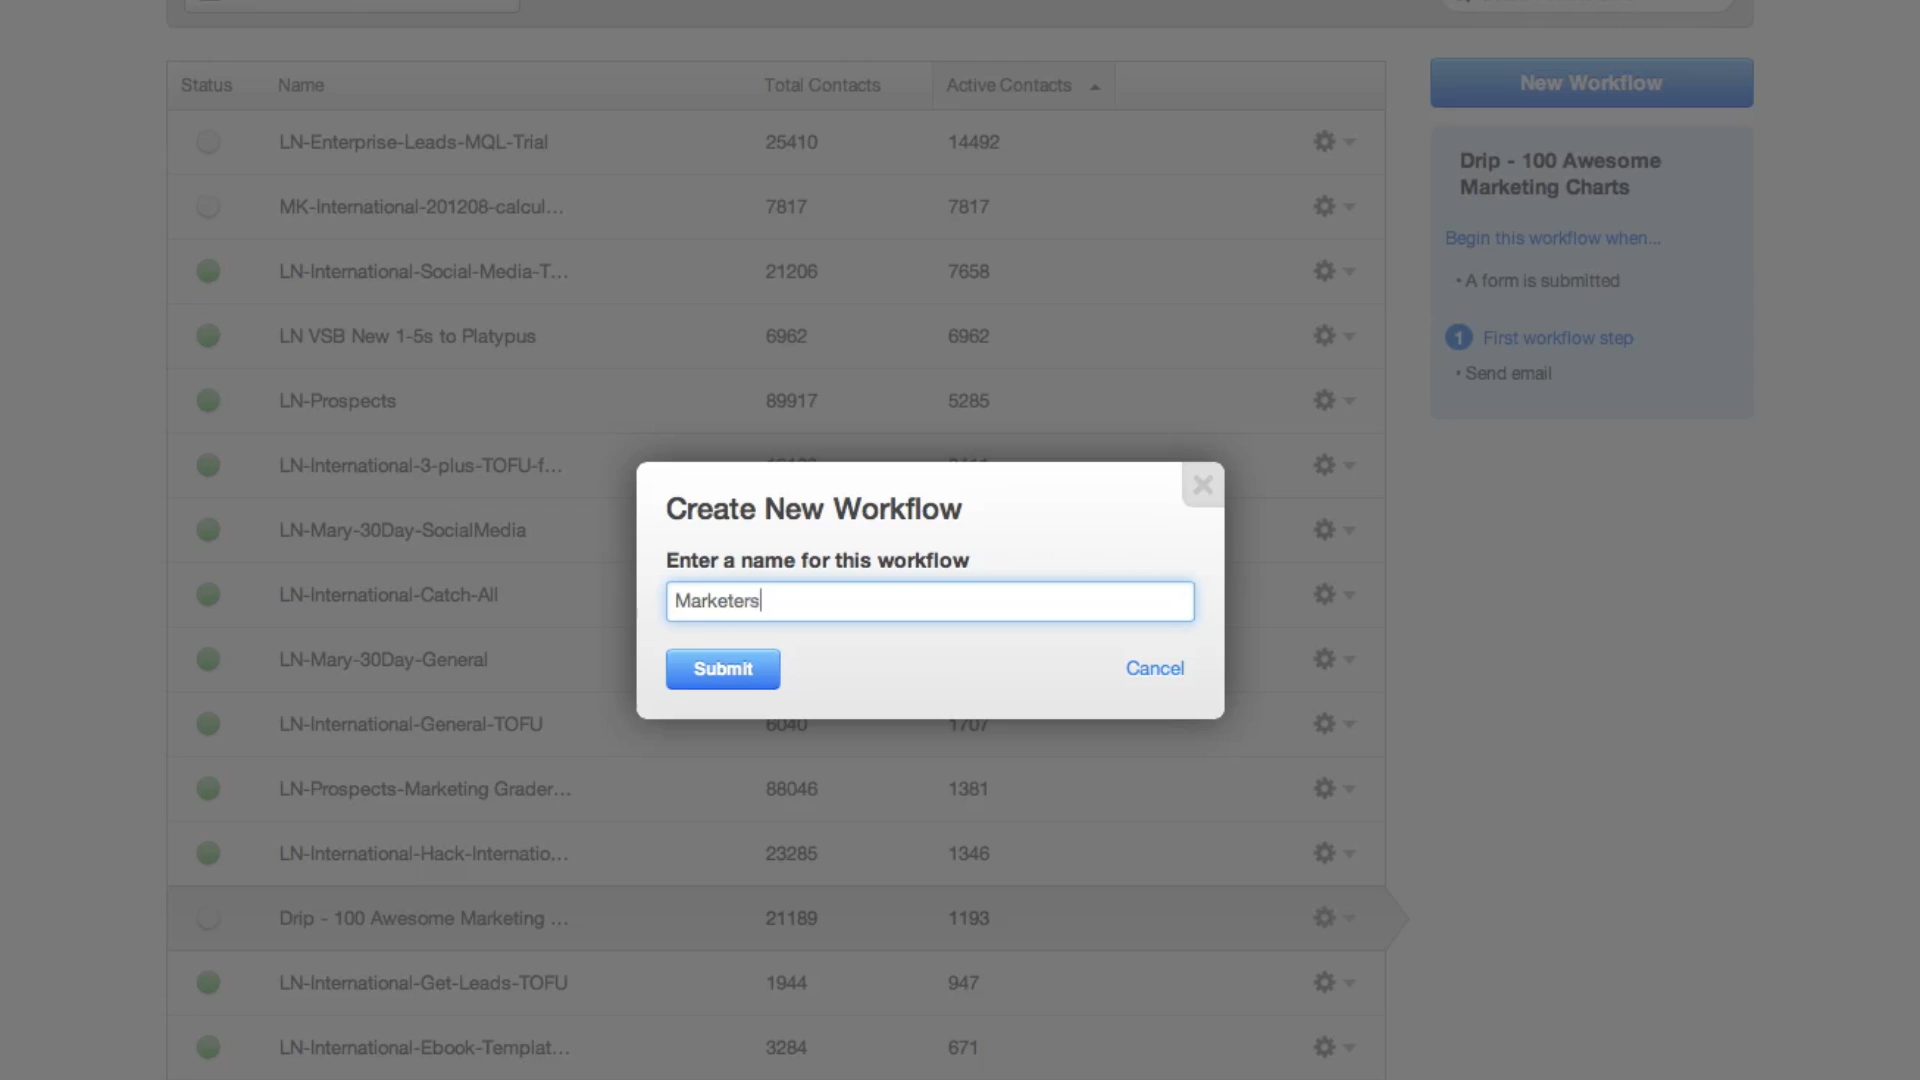 Status Name Total Contacts Active Contacts
New Workflow
LN-Enterprise-Leads-MQL-Trial 25410 14492
Drip - 100 Awesome
Marketing Charts
MK-International-201208-calcul... 7817 7817
Begin this workflow when...
LN-International-Social-Media-T... 21206 7658
• A form is submitted
LN VSB New 1-5s to Platypus 6962 6962
1 First workflow step
• Send email
LN-Prospects 89917 5285
LN-International-3-plus-TOFU-f...
Create New Workflow
LN-Mary-30Day-SocialMedia
Enter a name for this workflow
LN-International-Catch-All
Marketers
LN-Mary-30Day-General
Submit Cancel
LN-International-General-TOFU 6040 1707
LN-Prospects-Marketing Grader... 88046 1381
LN-International-Hack-Internatio... 23285 1346
Drip - 100 Awesome Marketing ... 21189 1193
LN-International-Get-Leads-TOFU 1944 947
LN-International-Ebook-Templat... 3284 671